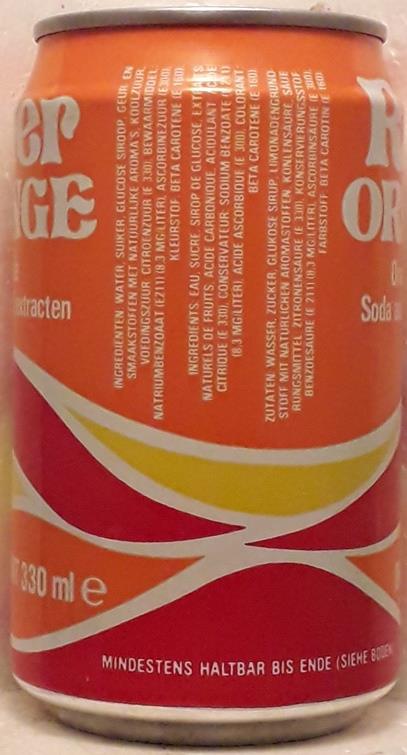 er
NGE
extracten
INGREDIENTEN: WATER, SUIKER, GLUCOSE SIROOP, GEUR EN
SMAAKSTOFFEN MET NATUURLIJKE AROMA'S, KOOLZUUR,
VOEDINGSZUUR: CITROENZUUR (E 330), BEWAARMIDDEL:
NATRIUMBENZOAAT (E211) (8,3 MG/LITER), ASCORBINEZUUR (E300),
KLEURSTOF: BETA CAROTENE (E 160).
INGREDIENTS: EAU, SUCRE, SIROP DE GLUCOSE,
NATURELS DE FRUITS, ACIDE CARBONIQUE, ACIDULANT:
CITRIQUE (E 330), CONSERVATEUR: SODIUM BENZOATE
(8,3 MG/LITER), ACIDE ASCORBIQUE (E 300), COLORANT:
BETA CAROTENE (E 160).
ZUTATEN: WASSER, ZUCKER, GLUKOSE SIRUP, LIMONADENGRUND-
STOFF MIT NATÜRLICHEN AROMASTOFFEN, KOHLENSÄURE,
RUNGSMITTEL: ZITRONENSÄURE (E 330), KONSERVIERUNGSSTOFF:
BENZOESÄURE (E 211) (8,3 MG/LITER), ASCORBINSÄURE (E 300),
FARBSTOFF: BETA CAROTIN (E 160).
R
OR
Soda
330 ml e
MINDESTENS HALTBAR BIS ENDE (SIEHE BODEN